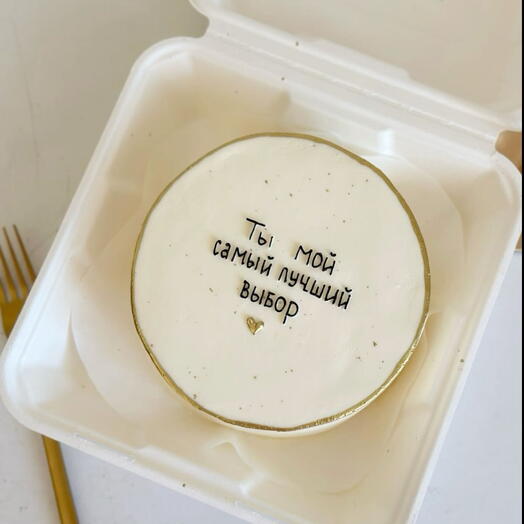 Ты мой
самый лучший
выбор